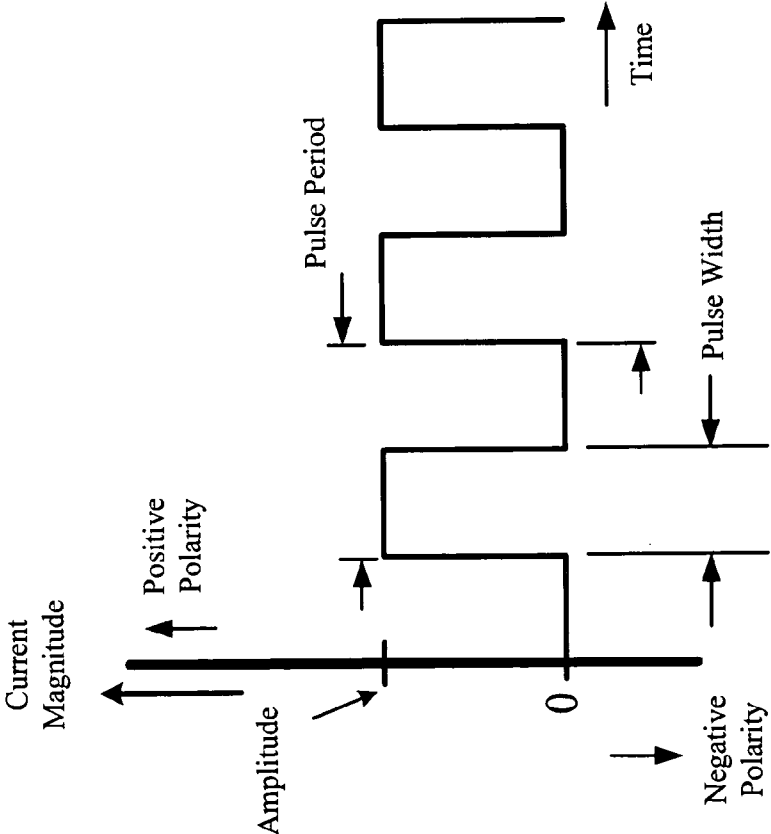 Current
Magnitude
Positive
Polarity
Amplitude
0
Negative
Polarity
Pulse Period
Pulse Width
Time